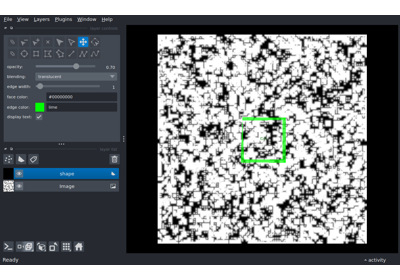 File View Layers Plugins Window Help
opacity: 0.70
blending: translucent
edge width: 1
face color: #00000000
edge color: lime
display text:
shape
Image
Ready
activity